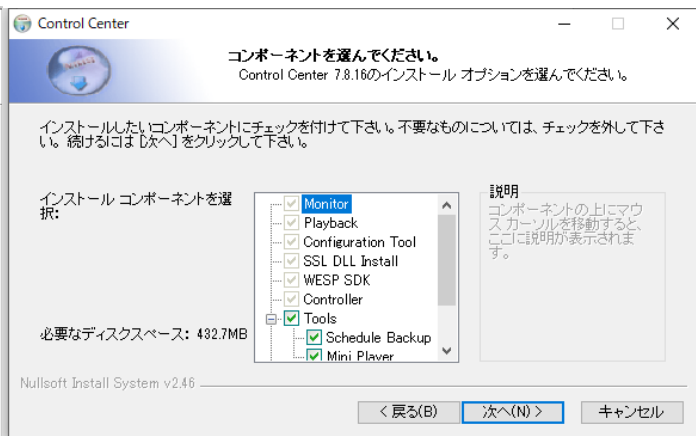 Control Center
コンポーネントを選んでください。
Control Center 7.8.16のインストール オプションを選んでください。
インストールしたいコンポーネントにチェックを付けて下さい。不要なものについては、チェックを外して下さ
い。 続けるには [次へ] をクリックして下さい。
インストール コンポーネントを選
択:
Monitor
Playback
Configuration Tool
SSL DLL Install
WESP SDK
Controller
Tools
Schedule Backup
Mini Player
説明
コンポーネントの上にマウ
ス カーソルを移動すると、
ここに説明が表示されま
す。
必要なディスクスペース: 432.7MB
Nullsoft Install System v2.46
< 戻る(B)
次へ(N) >
キャンセル